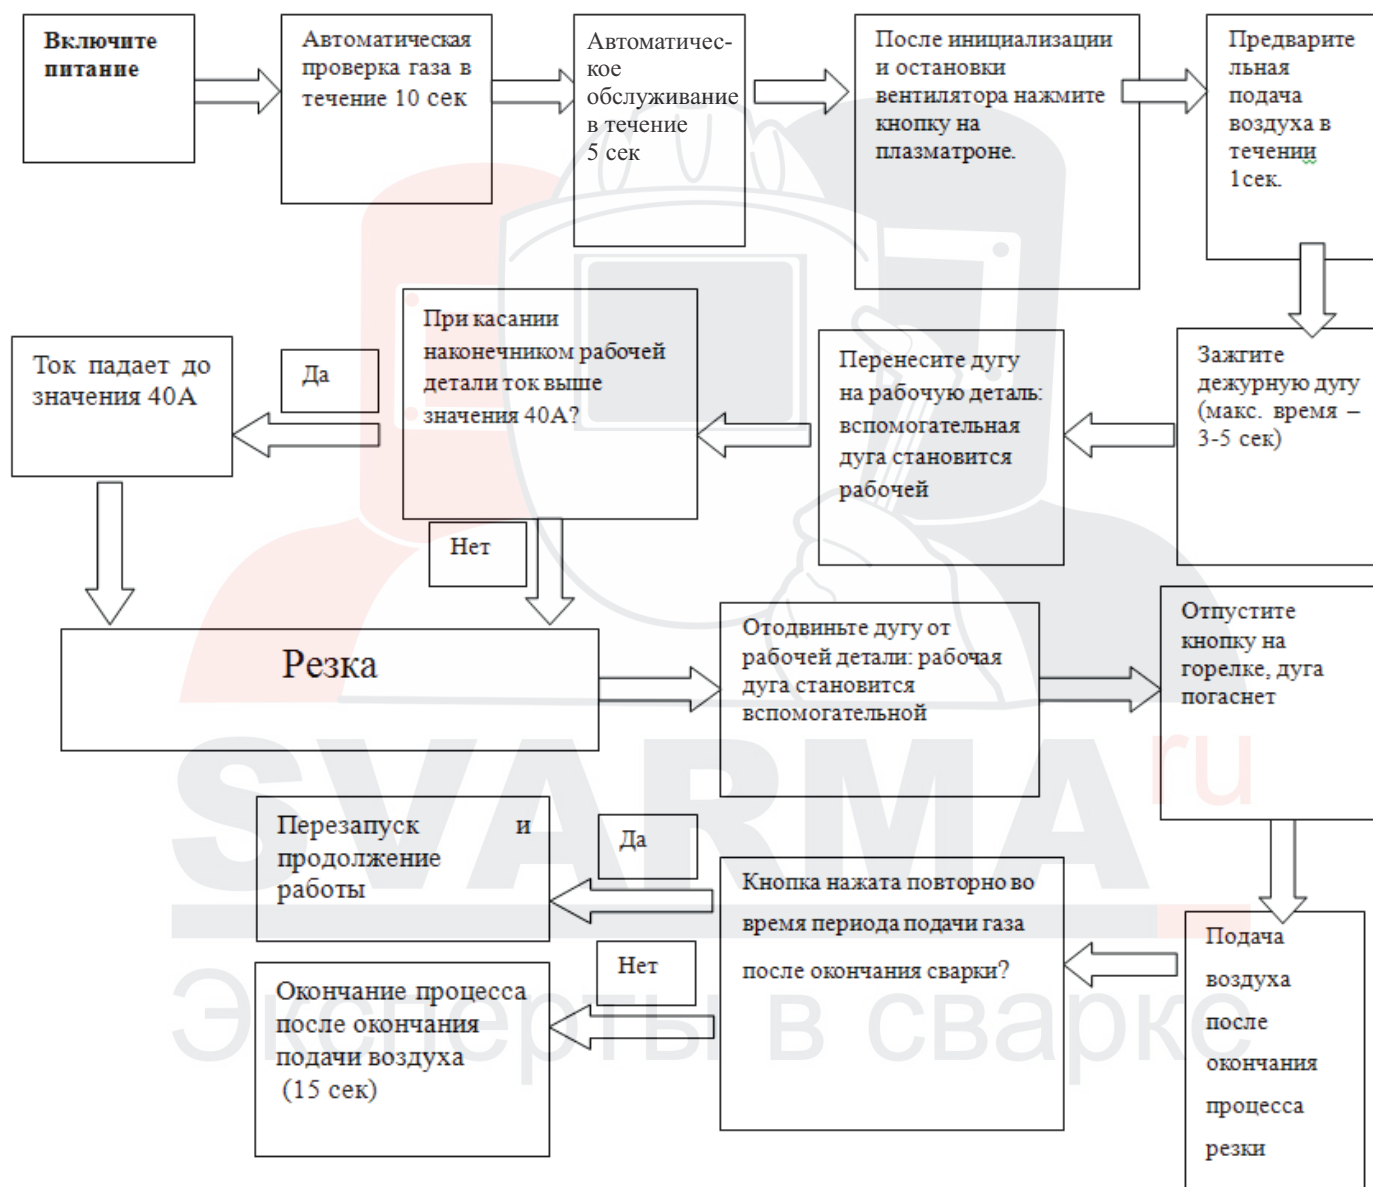 Включите
питание
Автоматическая
проверка газа в
течение 10 сек
Автоматичес-
кое
обслуживание
в течение
5 сек
После инициализации
и остановки
вентилятора нажмите
кнопку на
плазматроне.
Предварите
льная
подача
воздуха в
течении
1сек.
Зажгите
дежурную дугу
(макс. время –
3-5 сек)
Перенесите дугу
на рабочую деталь:
вспомогательная
дуга становится
рабочей
При касании
наконечником рабочей
детали ток выше
значения 40А?
Да
Ток падает до
значения 40А
Нет
Резка
Отодвиньте дугу от
рабочей детали: рабочая
дуга становится
вспомогательной
Отпустите
кнопку на
горелке, дуга
погаснет
Подача
воздуха
после
окончания
процесса
резки
Кнопка нажата повторно во
время периода подачи газа
после окончания сварки?
Да
Перезапуск и
продолжение
работы
Нет
Окончание процесса
после окончания
подачи воздуха
(15 сек)
SVARMA ru
Эксперты в сварке